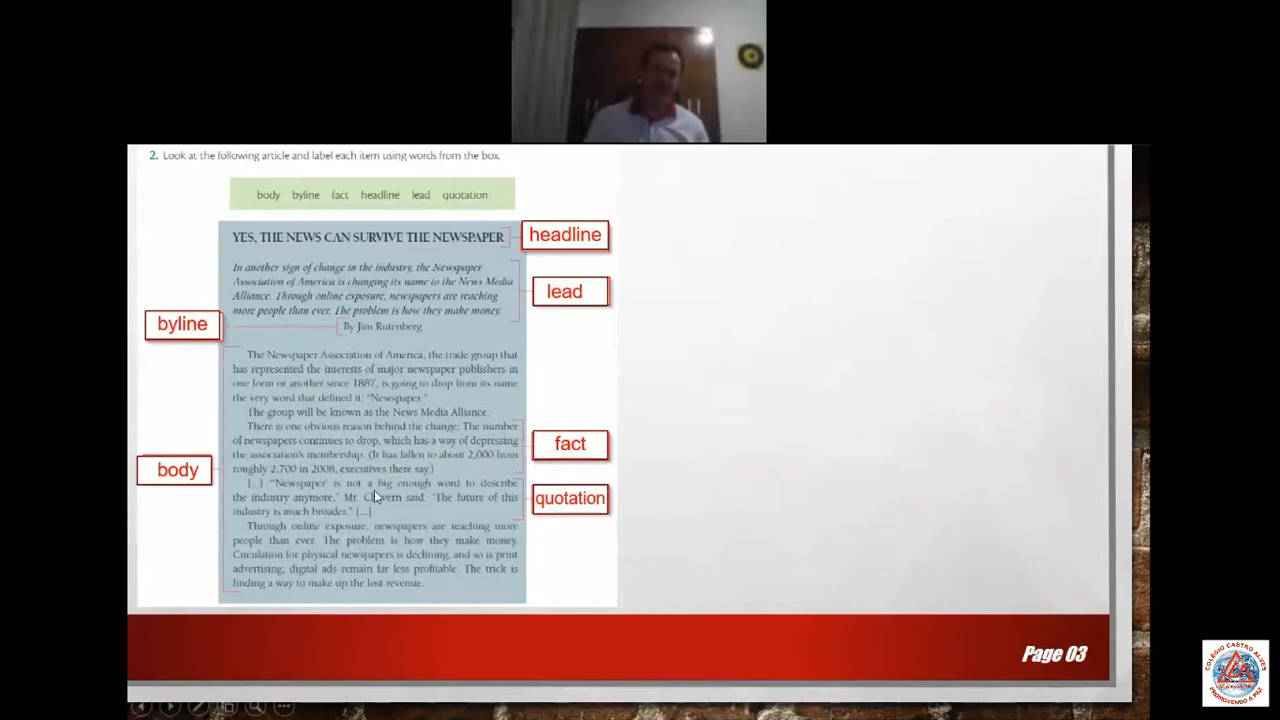 2. Look at the following article and label each item using words from the box.
body byline fact headline lead quotation
YES, THE NEWS CAN SURVIVE THE NEWSPAPER
headline
In another sign of change in the industry, the Newspaper
Association of America is changing its name to the News Media
Alliance. Through online exposure, newspapers are reaching
more people than ever. The problem is how they make money.
lead
byline
By Jim Rutenberg
The Newspaper Association of America, the trade group that
has represented the interests of major newspaper publishers in
one form or another since 1887, is going to drop from its name
the very word that defined it: “Newspaper.”
The group will be known as the News Media Alliance.
There is one obvious reason behind the change: The number
of newspapers continues to drop, which has a way of depressing
the association's membership. (It has fallen to about 2,000 from
roughly 2,700 in 2008, executives there say.)
fact
body
[...] “‘Newspaper’ is not a big enough word to describe
the industry anymore,” Mr. said. “The future of this
industry is much broader.” [...]
quotation
Through online exposure, newspapers are reaching more
people than ever. The problem is how they make money.
Circulation for physical newspapers is declining, and so is print
advertising; digital ads remain far less profitable. The trick is
finding a way to make up the lost revenue.
Page 03
COLÉGIO CASTRO ALVES
PROMOVENDO A PAZ